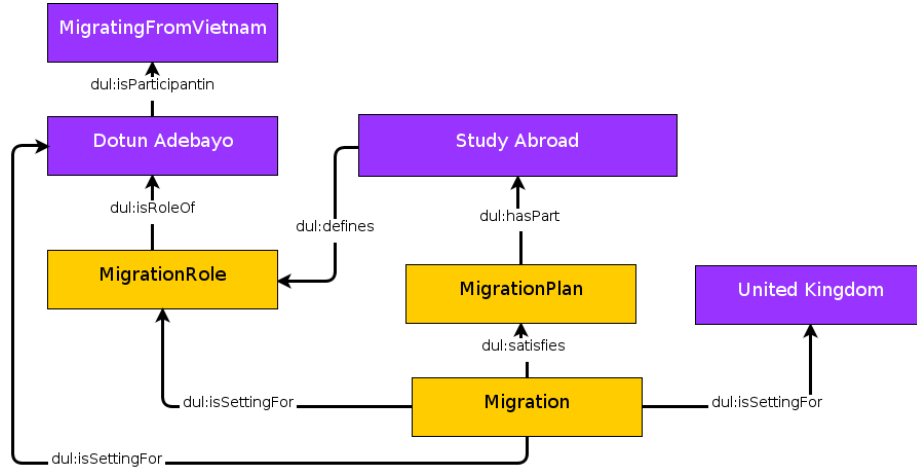 MigratingFromVietnam
dul:isParticipantin
Dotun Adebayo
Study Abroad
dul:isRoleOf
dul:hasPart
dul:defines
MigrationRole
MigrationPlan
United Kingdom
dul:satisfies
dul:isSettingFor
Migration
dul:isSettingFor
dul:isSettingFor